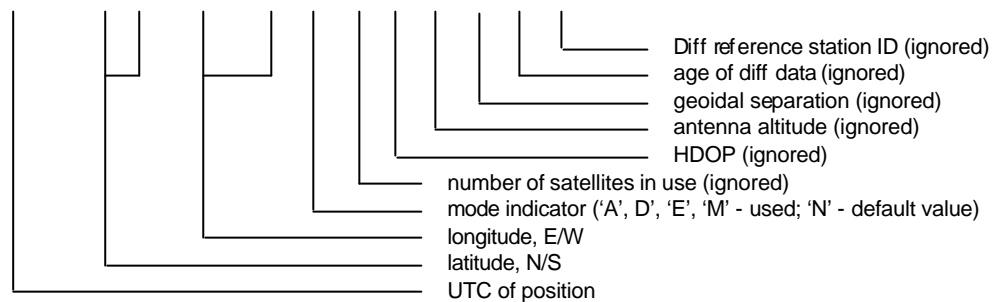 Diff reference station ID (ignored)
age of diff data (ignored)
geoidal separation (ignored)
antenna altitude (ignored)
HDOP (ignored)
number of satellites in use (ignored)
mode indicator (‘A’, D’, ‘E’, ‘M’ - used; ‘N’ - default value)
longitude, E/W
latitude, N/S
UTC of position